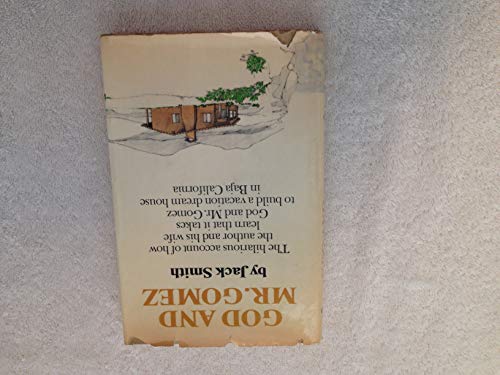 GOD AND
MR. GOMEZ
by Jack Smith
The hilarious account of how
the author and his wife
learn that it takes
God and Mr. Gomez
to build a vacation dream house
in Baja California